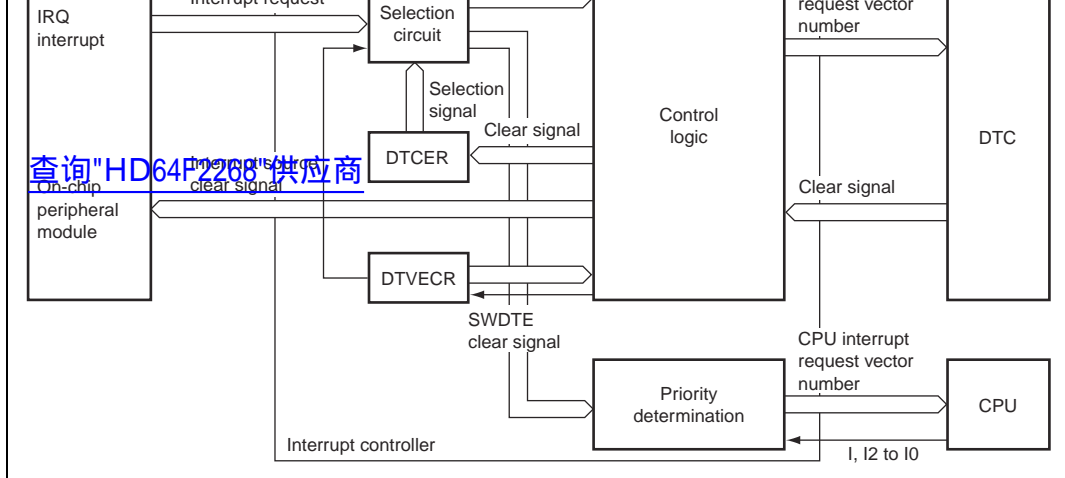 Interrupt request
IRQ
interrupt
Selection
circuit
request vector
number
Selection
signal
Control
logic
DTC
Clear signal
DTCER
查询"HD64F2268"供应商
Interrupt source
clear signal
On-chip
peripheral
module
Clear signal
DTVECR
SWDTE
clear signal
CPU interrupt
request vector
number
Priority
determination
CPU
Interrupt controller
I, I2 to I0